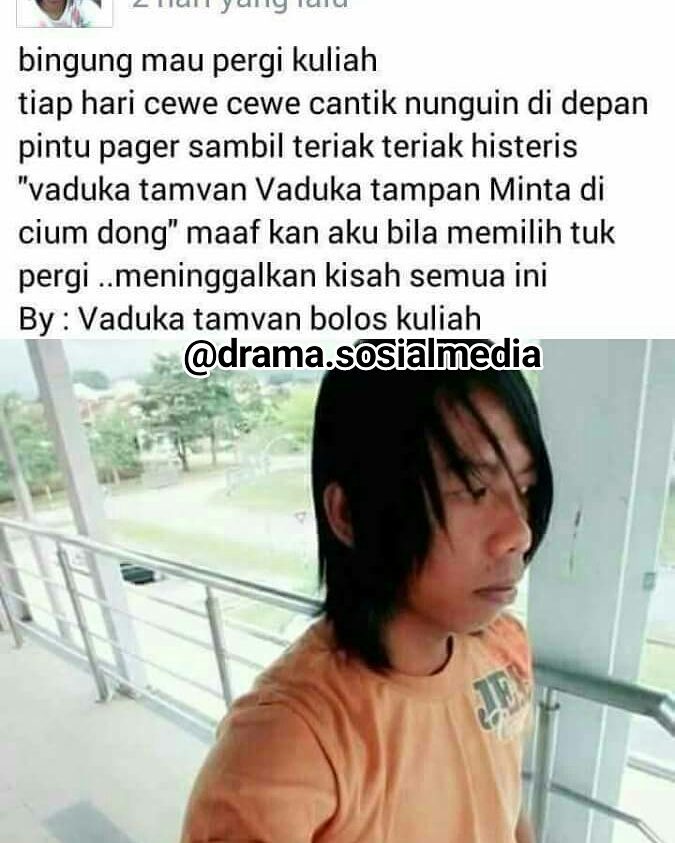 2 hari yang lalu
bingung mau pergi kuliah
tiap hari cewe cewe cantik nunguin di depan
pintu pager sambil teriak teriak histeris
"vaduka tamvan Vaduka tampan Minta di
cium dong" maaf kan aku bila memilih tuk
pergi ..meninggalkan kisah semua ini
By : Vaduka tamvan bolos kuliah
@drama.sosialmedia